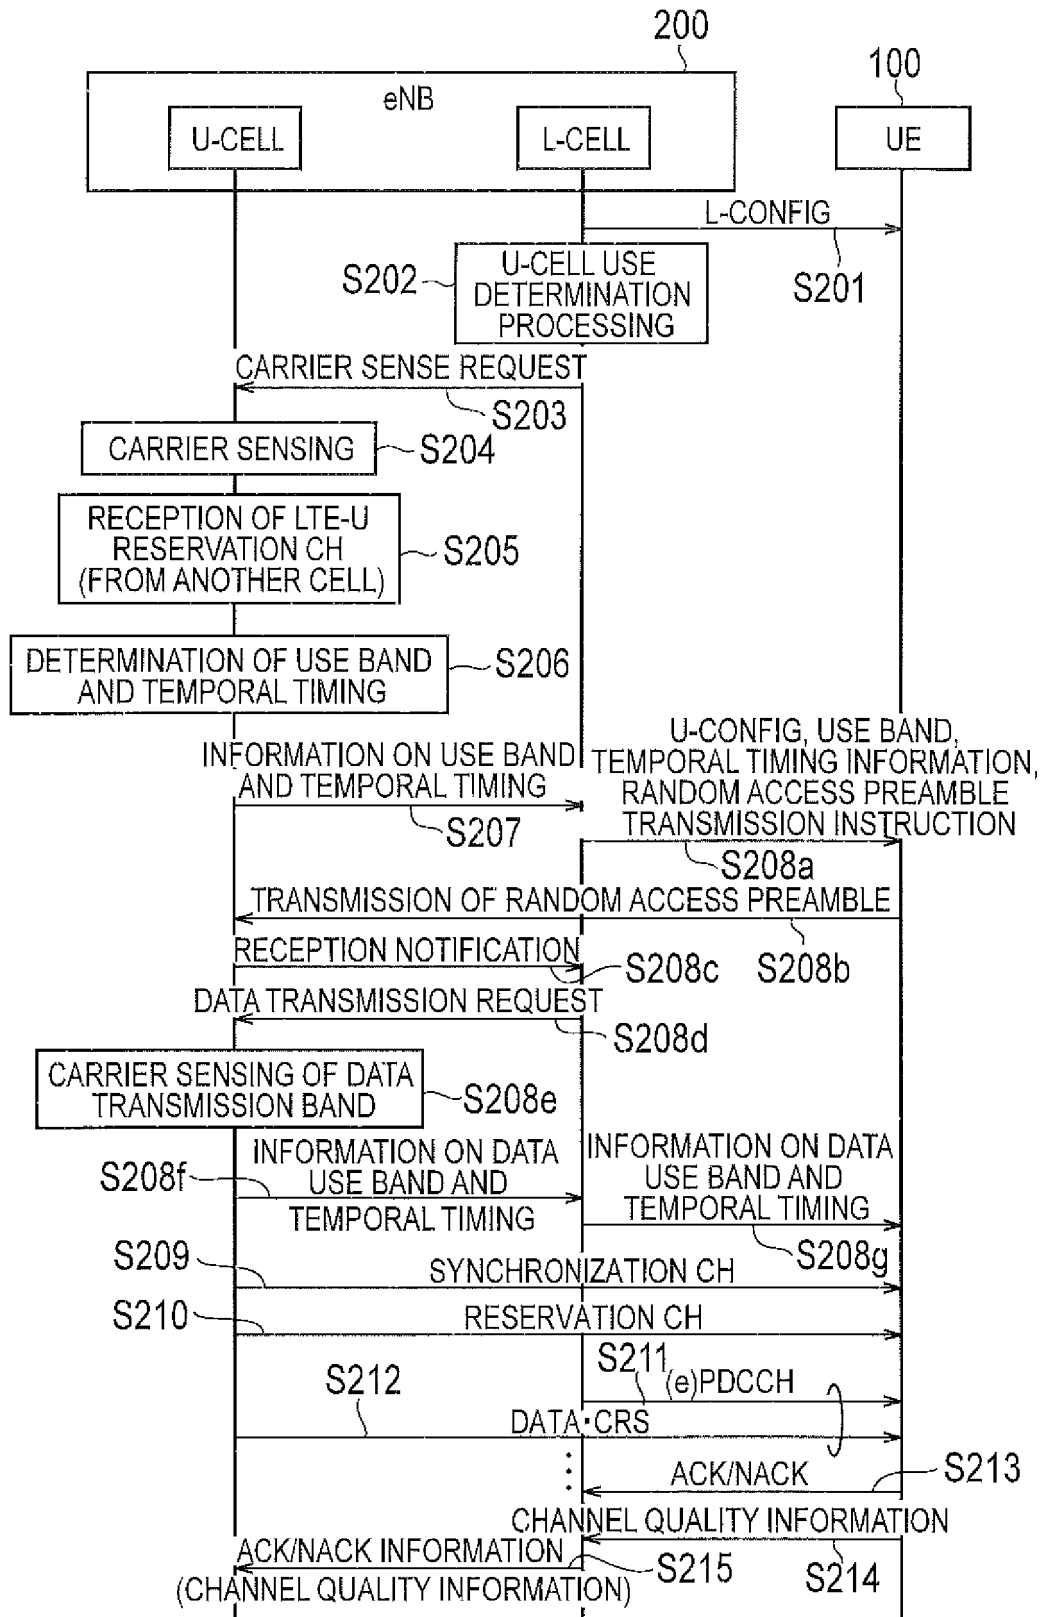 200
eNB
100
U-CELL
L-CELL
UE
L-CONFIG
S201
S202
U-CELL USE
DETERMINATION
PROCESSING
CARRIER SENSE REQUEST
S203
CARRIER SENSING
S204
RECEPTION OF LTE-U
RESERVATION CH
(FROM ANOTHER CELL)
S205
DETERMINATION OF USE BAND
AND TEMPORAL TIMING
S206
INFORMATION ON USE BAND
AND TEMPORAL TIMING
S207
U-CONFIG, USE BAND,
TEMPORAL TIMING INFORMATION,
RANDOM ACCESS PREAMBLE
TRANSMISSION INSTRUCTION
S208a
TRANSMISSION OF RANDOM ACCESS PREAMBLE
S208b
RECEPTION NOTIFICATION
S208c
DATA TRANSMISSION REQUEST
S208d
CARRIER SENSING OF DATA
TRANSMISSION BAND
S208e
S208f
INFORMATION ON DATA
USE BAND AND
TEMPORAL TIMING
INFORMATION ON DATA
USE BAND AND
TEMPORAL TIMING
S208g
S209
SYNCHRONIZATION CH
S210
RESERVATION CH
S211
(e)PDCCH
S212
DATA・CRS
ACK/NACK
S213
CHANNEL QUALITY INFORMATION
S214
ACK/NACK INFORMATION
(CHANNEL QUALITY INFORMATION)
S215